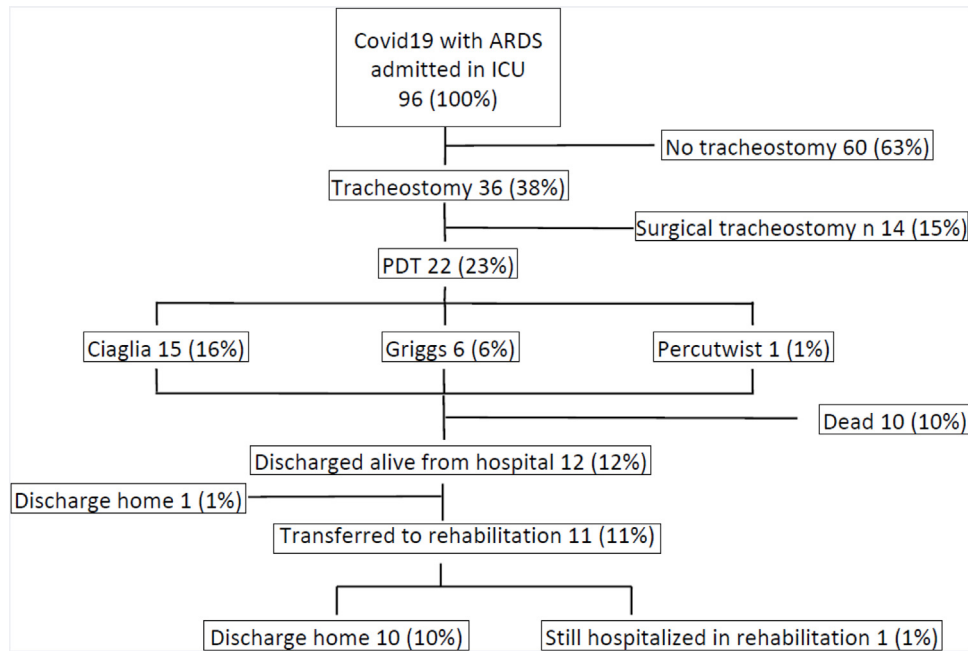 Covid19 with ARDS
admitted in ICU
96 (100%)
No tracheostomy 60 (63%)
Tracheostomy 36 (38%)
Surgical tracheostomy n 14 (15%)
PDT 22 (23%)
Ciaglia 15 (16%)
Griggs 6 (6%)
Percutwist 1 (1%)
Dead 10 (10%)
Discharged alive from hospital 12 (12%)
Discharge home 1 (1%)
Transferred to rehabilitation 11 (11%)
Discharge home 10 (10%)
Still hospitalized in rehabilitation 1 (1%)